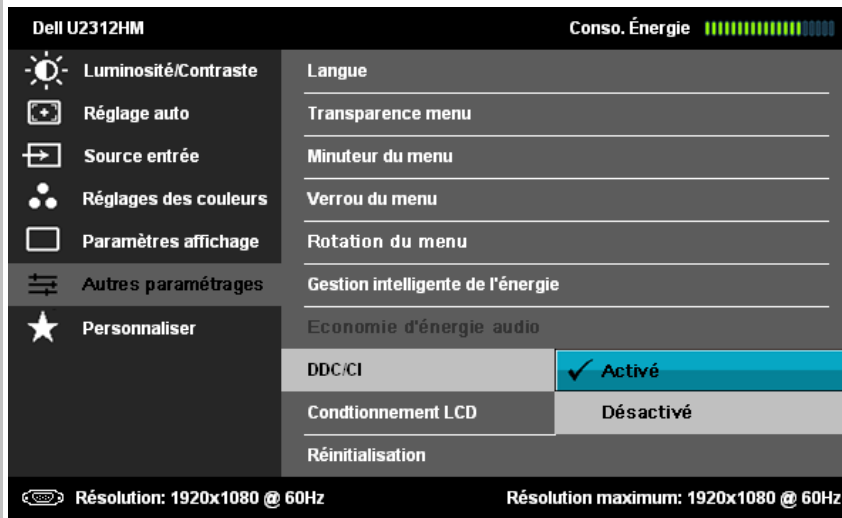 Dell U2312HM Conso. Énergie
Luminosité/Contraste Langue
Réglage auto Transparence menu
Source entrée Minuteur du menu
Réglages des couleurs Verrou du menu
Paramètres affichage Rotation du menu
Autres paramétrages Gestion intelligente de l'énergie
Personnaliser Economie d'énergie audio
DDC/CI Activé
Condtionnement LCD Désactivé
Réinitialisation
Résolution: 1920x1080 @ 60Hz Résolution maximum: 1920x1080 @ 60Hz